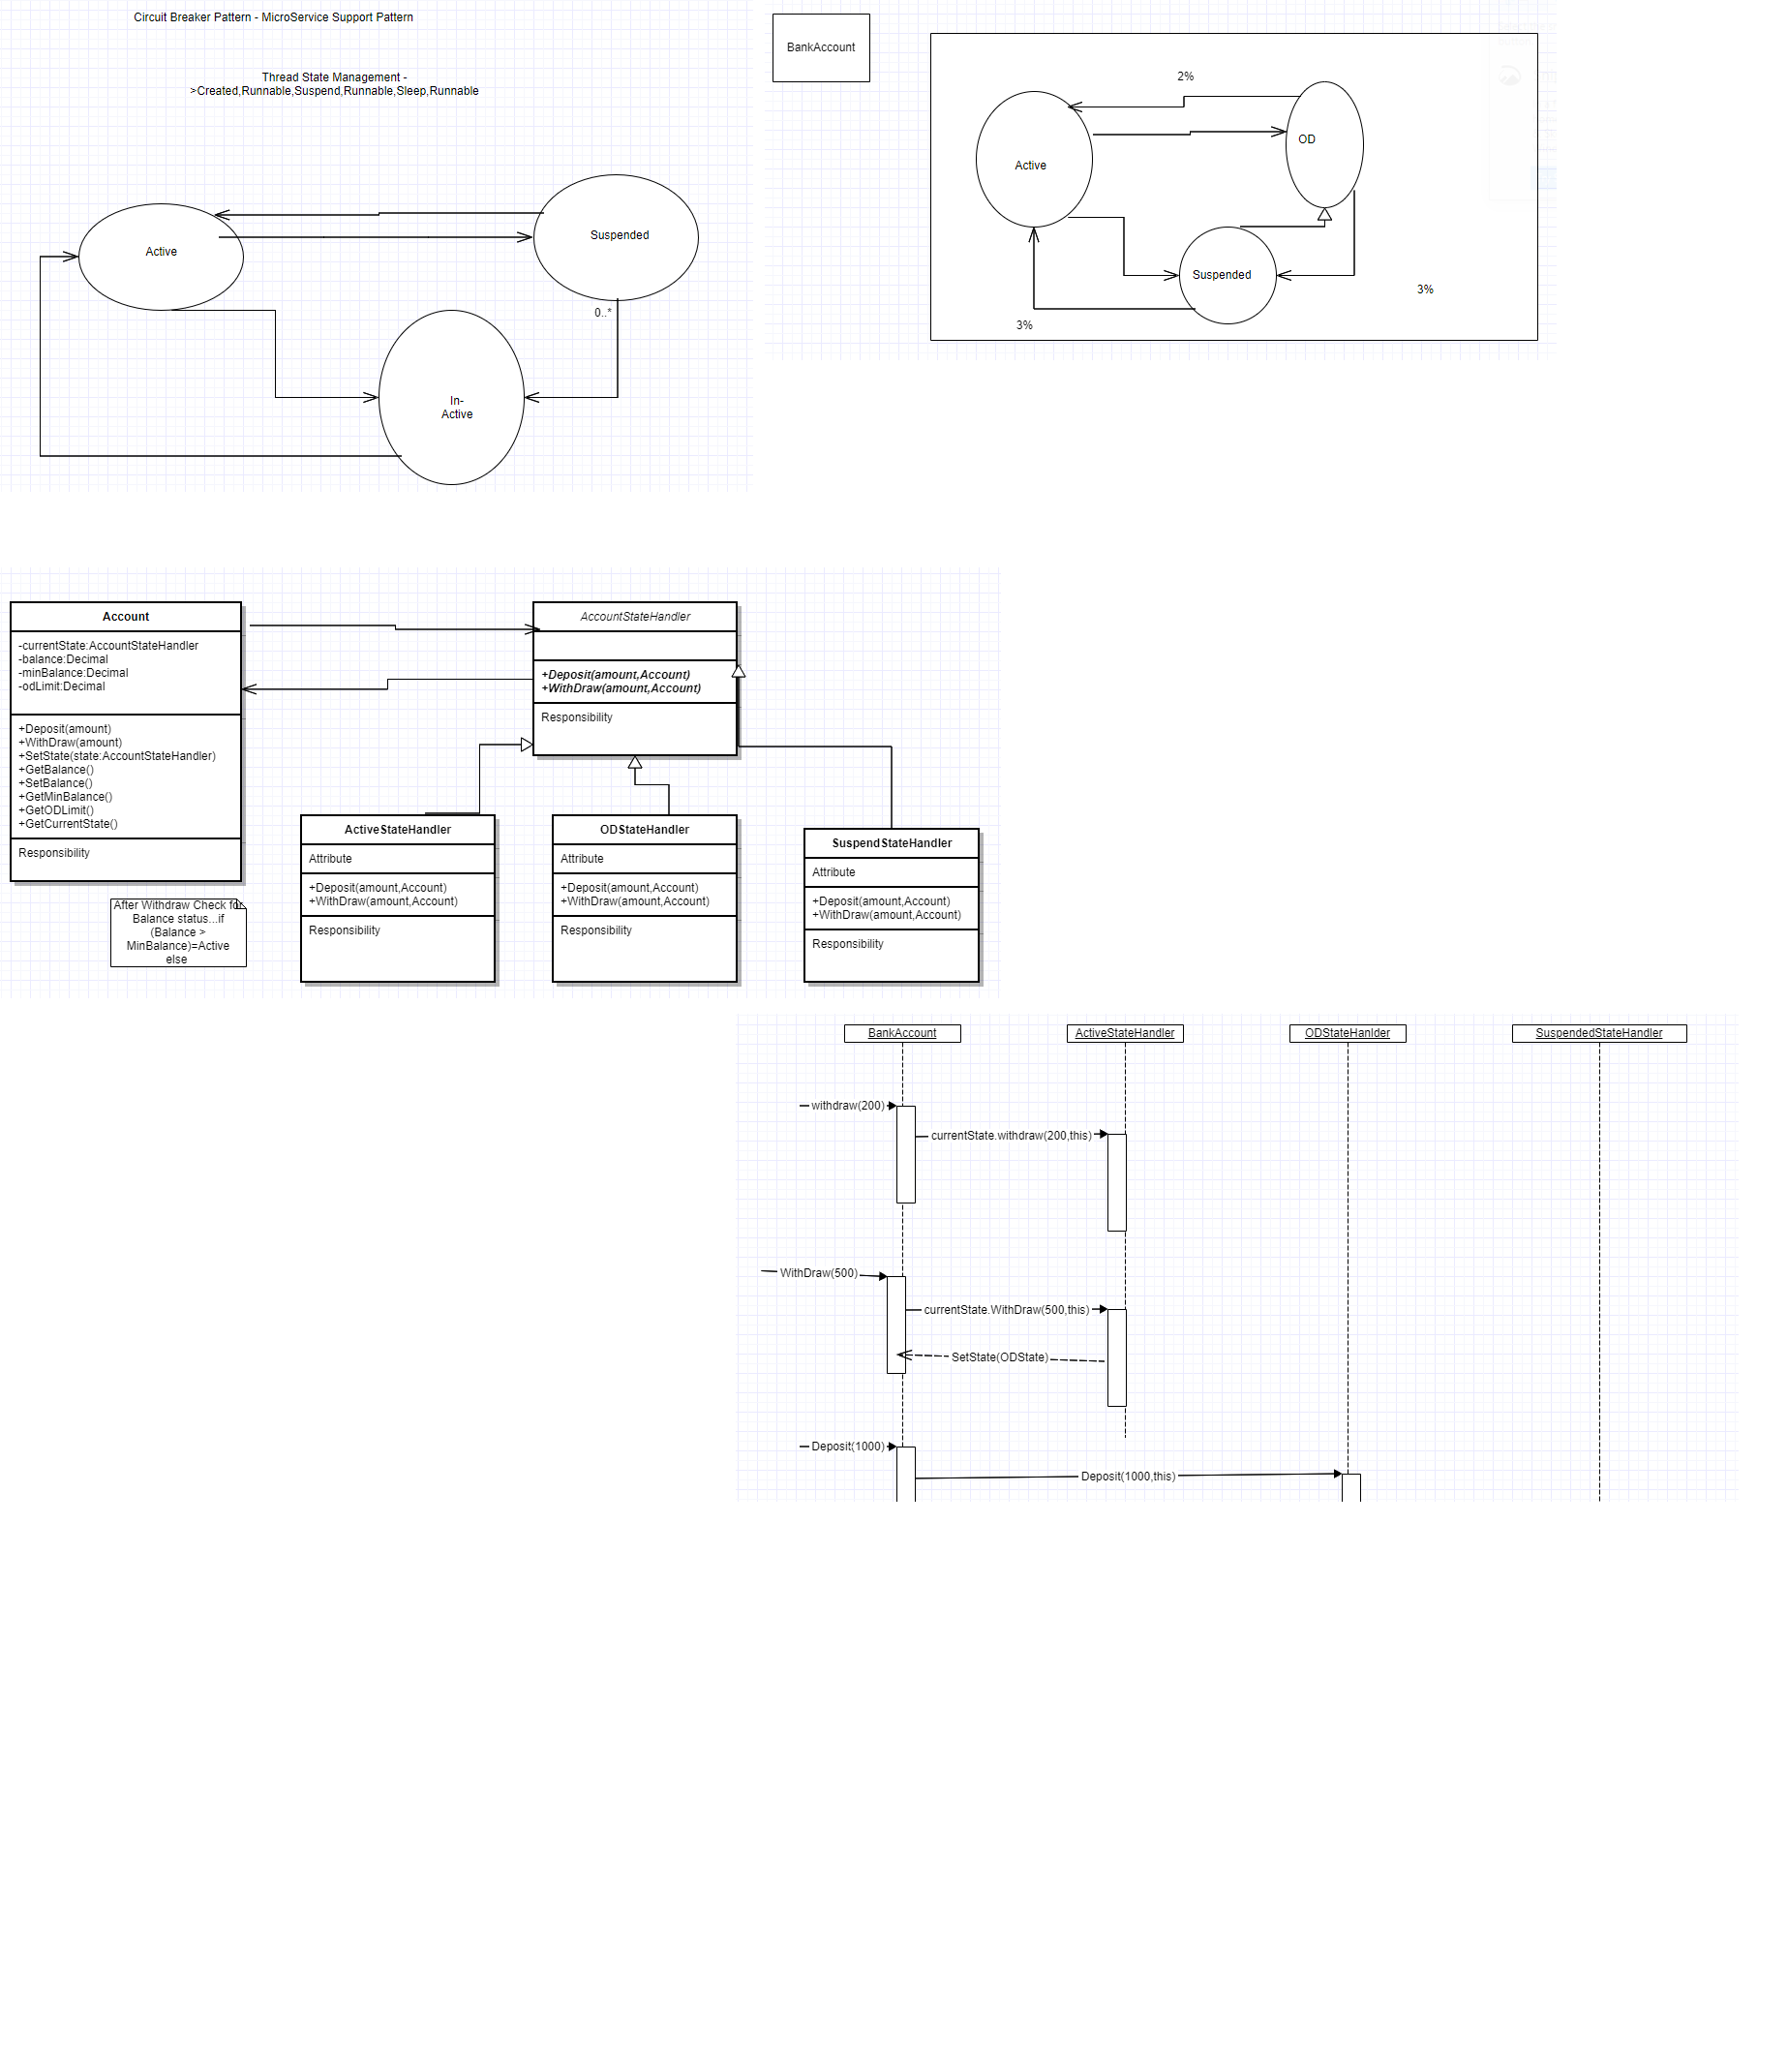 Circuit Breaker Pattern - MicroService Support Pattern
Thread State Management -
>Created,Runnable,Suspend,Runnable,Sleep,Runnable
Active
Suspended
0..*
In-
Active
BankAccount
2%
Active
OD
Suspended
3%
3%
Account
-currentState:AccountStateHandler
-balance:Decimal
-minBalance:Decimal
-odLimit:Decimal
+Deposit(amount)
+WithDraw(amount)
+SetState(state:AccountStateHandler)
+GetBalance()
+SetBalance()
+GetMinBalance()
+GetODLimit()
+GetCurrentState()
Responsibility
After Withdraw Check for
Balance status...if
(Balance >
MinBalance)=Active
else
AccountStateHandler
+Deposit(amount,Account)
+WithDraw(amount,Account)
Responsibility
ActiveStateHandler
Attribute
+Deposit(amount,Account)
+WithDraw(amount,Account)
Responsibility
ODStateHandler
Attribute
+Deposit(amount,Account)
+WithDraw(amount,Account)
Responsibility
SuspendStateHandler
Attribute
+Deposit(amount,Account)
+WithDraw(amount,Account)
Responsibility
BankAccount
ActiveStateHandler
ODStateHanlder
SuspendedStateHandler
withdraw(200)
currentState.withdraw(200,this)
WithDraw(500)
currentState.WithDraw(500,this)
SetState(ODState)
Deposit(1000)
Deposit(1000,this)